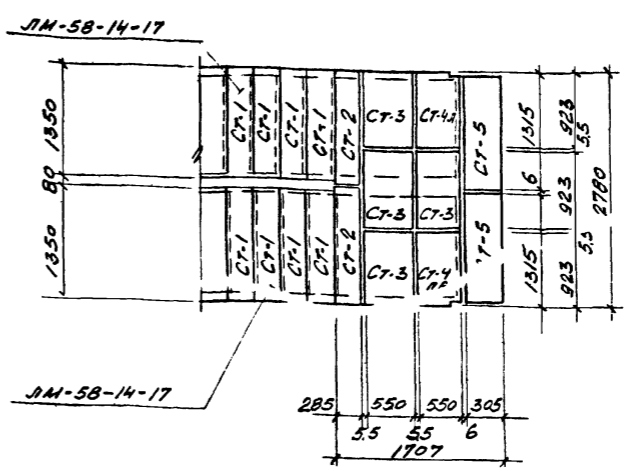 ЛМ-58-14-17
Ст-1 Ст-1 Ст-1 Ст-1 Ст-2 Ст-3 Ст-4л Ст-5
Ст-3 Ст-3
Ст-1 Ст-1 Ст-1 Ст-1 Ст-2 Ст-3 Ст-4 пр т-5
1350 80 1350
1315 6 1315
923 5,5 923 5,5 923
2780
ЛМ-58-14-17
285 550 550 305
5,5 5,5 6
1707